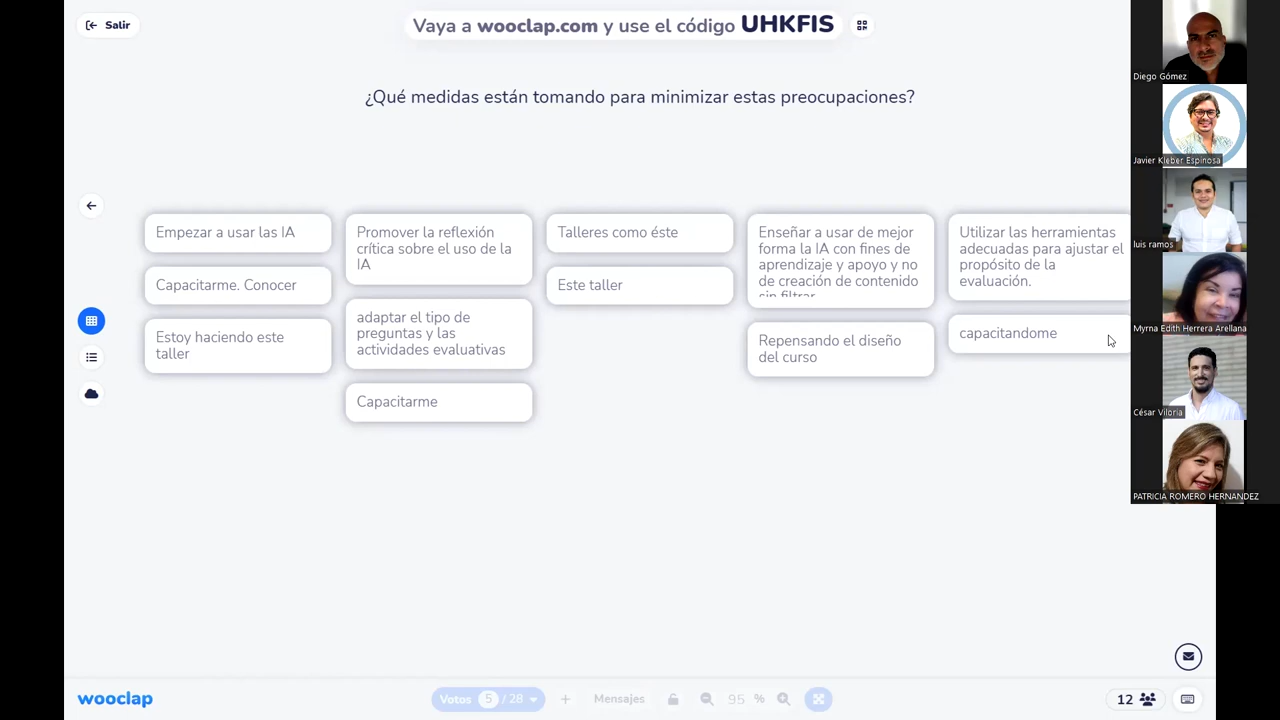 Salir
Vaya a wooclap.com y use el código UHKFIS
¿Qué medidas están tomando para minimizar estas preocupaciones?
Empezar a usar las IA
Capacitarme. Conocer
Estoy haciendo este
taller
Promover la reflexión
crítica sobre el uso de la
IA
adaptar el tipo de
preguntas y las
actividades evaluativas
Capacitarme
Talleres como éste
Este taller
Enseñar a usar de mejor
forma la IA con fines de
aprendizaje y apoyo y no
de creación de contenido
sin filtrar
Repensando el diseño
del curso
Utilizar las herramientas
adecuadas para ajustar el
propósito de la
evaluación.
capacitandome
Diego Gómez
Javier Kleber Espinosa
luis ramos
Myrna Edith Herrera Arellana
César Viloria
PATRICIA ROMERO HERNANDEZ
wooclap
Votos 5 / 28
Mensajes
95 %
12